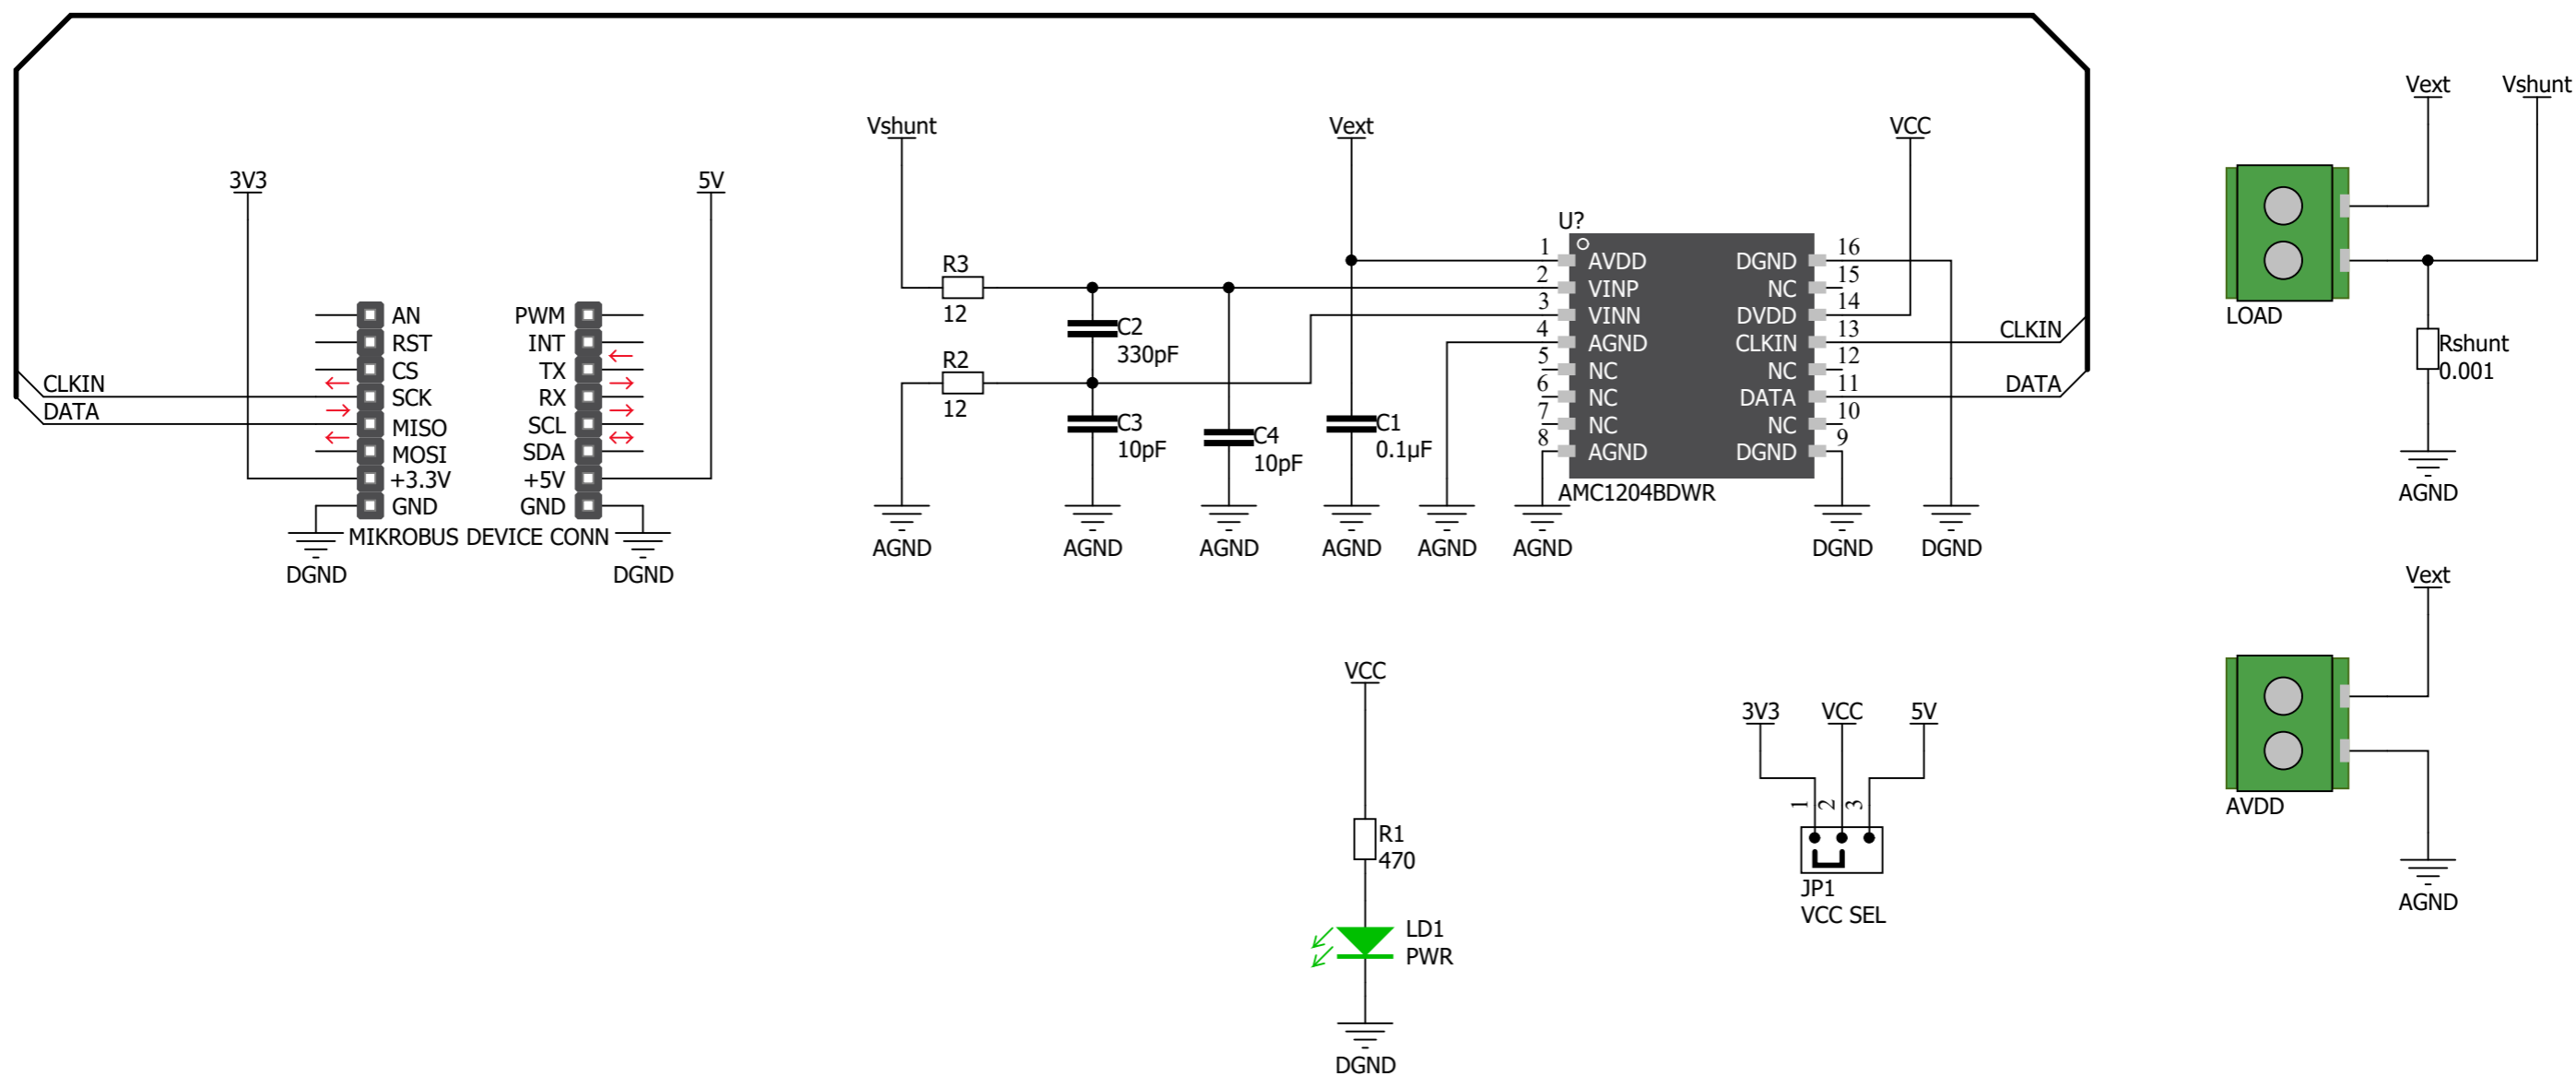 Vext Vshunt
Vshunt Vext VCC
3V3 5V
U?
1 AVDD DGND 16
2 VINP NC 15
3 VINN DVDD 14
4 AGND CLKIN 13
5 NC NC 12
6 NC DATA 11
7 NC NC 10
8 AGND DGND 9
AMC1204BDWR
CLKIN
DATA
R3
12
R2
12
C2
330pF
C3
10pF
C4
10pF
C1
0.1µF
AGND AGND AGND AGND AGND AGND DGND DGND
CLKIN
DATA
AN PWM
RST INT
CS TX
SCK RX
MISO SCL
MOSI SDA
+3.3V +5V
GND GND
MIKROBUS DEVICE CONN
DGND DGND
LOAD
Rshunt
0.001
AGND
Vext
AVDD
AGND
VCC
R1
470
LD1
PWR
DGND
3V3 VCC 5V
1 2 3
JP1
VCC SEL